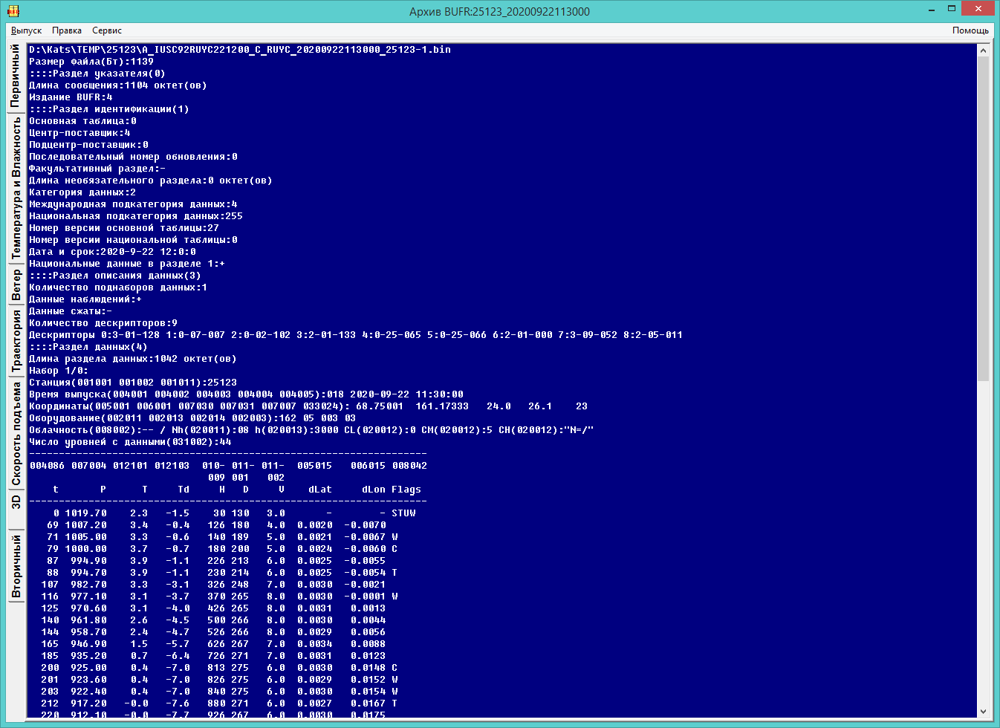 Архив BUFR:25123_20200922113000
Выпуск Правка Сервис Помощь
Первичный
Температура и Влажность
Ветер
Траектория
Скорость подъема
3D
Вторичный
D:\Kats\TEMP\25123\A_IUSC92RUYC221200_C_RUYC_20200922113000_25123-1.bin
Размер файла(Бт):1139
::::Раздел указателя(0)
Длина сообщения:1104 октет(ов)
Издание BUFR:4
::::Раздел идентификации(1)
Основная таблица:0
Центр-поставщик:4
Подцентр-поставщик:0
Последовательный номер обновления:0
Факультативный раздел:-
Длина необязательного раздела:0 октет(ов)
Категория данных:2
Международная подкатегория данных:4
Национальная подкатегория данных:255
Номер версии основной таблицы:27
Номер версии национальной таблицы:0
Дата и срок:2020-9-22 12:0:0
Национальные данные в разделе 1:+
::::Раздел описания данных(3)
Количество поднаборов данных:1
Данные наблюдений:+
Данные сжаты:-
Количество дескрипторов:9
Дескрипторы 0:3-01-128 1:0-07-007 2:0-02-102 3:2-01-133 4:0-25-065 5:0-25-066 6:2-01-000 7:3-09-052 8:2-05-011
::::Раздел данных(4)
Длина раздела данных:1042 октет(ов)
Набор 1/0:
Станция(001001 001002 001011):25123
Время выпуска(004001 004002 004003 004004 004005):018 2020-09-22 11:30:00
Координаты(005001 006001 007030 007031 007007 033024): 68.75001 161.17333 24.0 26.1 23
Оборудование(002011 002013 002014 002003):162 05 003 03
Облачность(008002):-- / Nh(020011):08 h(020013):3000 CL(020012):0 CM(020012):5 CH(020012):"N=/"
Число уровней с данными(031002):44
-------------------------------------------------------------------
004086 007004 012101 012103 010- 011- 011- 005015 006015 008042
009 001 002
t P T Td H D V dLat dLon Flags
-------------------------------------------------------------------
0 1019.70 2.3 -1.5 30 130 3.0 - - STUW
69 1007.20 3.4 -0.4 126 180 4.0 0.0020 -0.0070
71 1005.00 3.3 -0.6 140 189 5.0 0.0021 -0.0067 W
79 1000.00 3.7 -0.7 180 200 5.0 0.0024 -0.0060 C
87 994.90 3.9 -1.1 226 213 6.0 0.0025 -0.0055
88 994.70 3.9 -1.1 230 214 6.0 0.0025 -0.0054 T
107 982.70 3.3 -3.1 326 248 7.0 0.0030 -0.0021
116 977.10 3.1 -3.7 370 265 8.0 0.0030 -0.0001 W
125 970.60 3.1 -4.0 426 265 8.0 0.0031 0.0013
140 961.80 2.6 -4.5 500 266 8.0 0.0030 0.0044
144 958.70 2.4 -4.7 526 266 8.0 0.0029 0.0056
165 946.90 1.5 -5.7 626 267 7.0 0.0034 0.0088
185 935.20 0.7 -6.4 726 271 7.0 0.0031 0.0123
200 925.00 0.4 -7.0 813 275 6.0 0.0030 0.0148 C
201 923.60 0.4 -7.0 826 275 6.0 0.0029 0.0152 W
203 922.40 0.4 -7.0 840 275 6.0 0.0030 0.0154 W
212 917.20 -0.0 -7.6 880 271 6.0 0.0027 0.0167 T
220 912.10 -0.0 -7.7 926 267 6.0 0.0030 0.0175